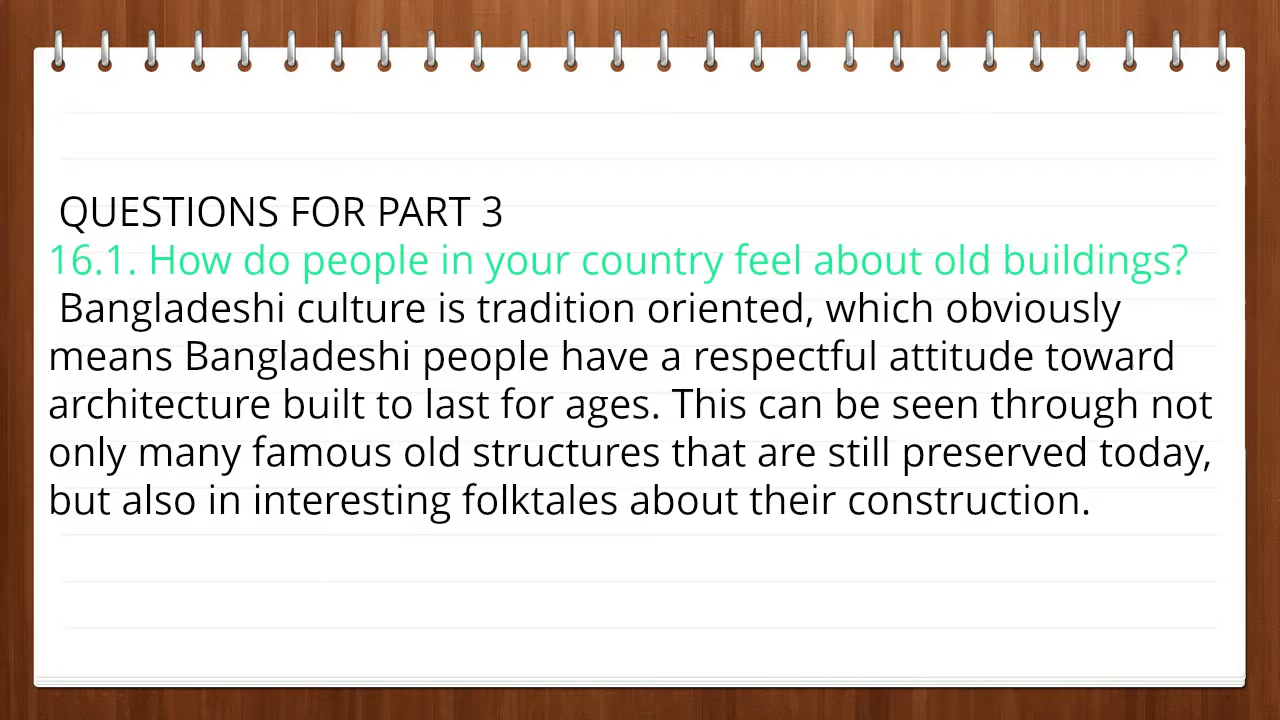 QUESTIONS FOR PART 3
16.1. How do people in your country feel about old buildings?
Bangladeshi culture is tradition oriented, which obviously
means Bangladeshi people have a respectful attitude toward
architecture built to last for ages. This can be seen through not
only many famous old structures that are still preserved today,
but also in interesting folktales about their construction.